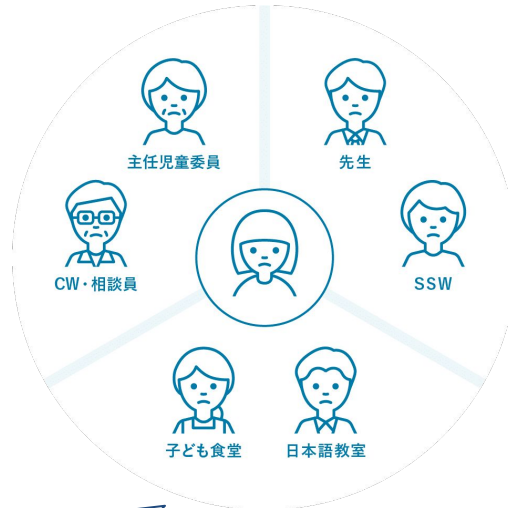 主任児童委員
先生
CW・相談員
SSW
子ども食堂
日本語教室